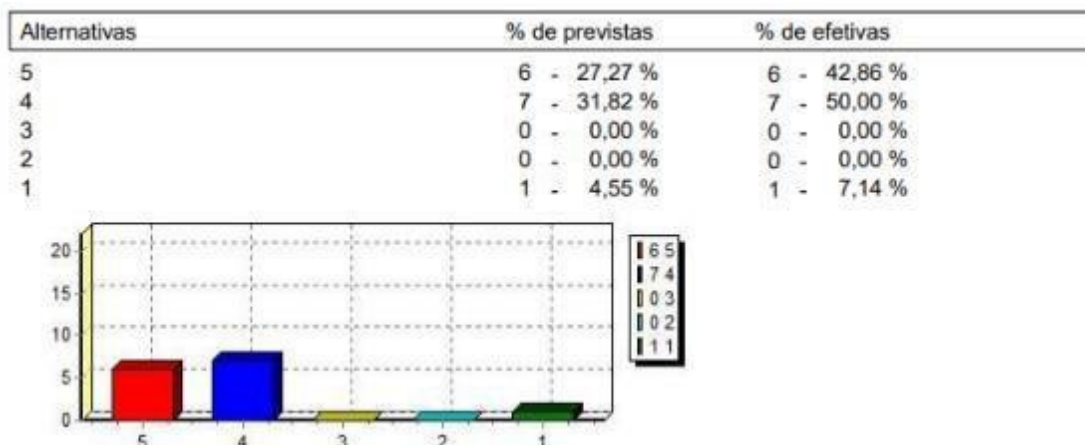 Alternativas % de previstas % de efetivas
5 6 - 27,27 % 6 - 42,86 %
4 7 - 31,82 % 7 - 50,00 %
3 0 - 0,00 % 0 - 0,00 %
2 0 - 0,00 % 0 - 0,00 %
1 1 - 4,55 % 1 - 7,14 %
20
15
10
5
0
5 4 3 2 1
6 5
7 4
0 3
0 2
1 1